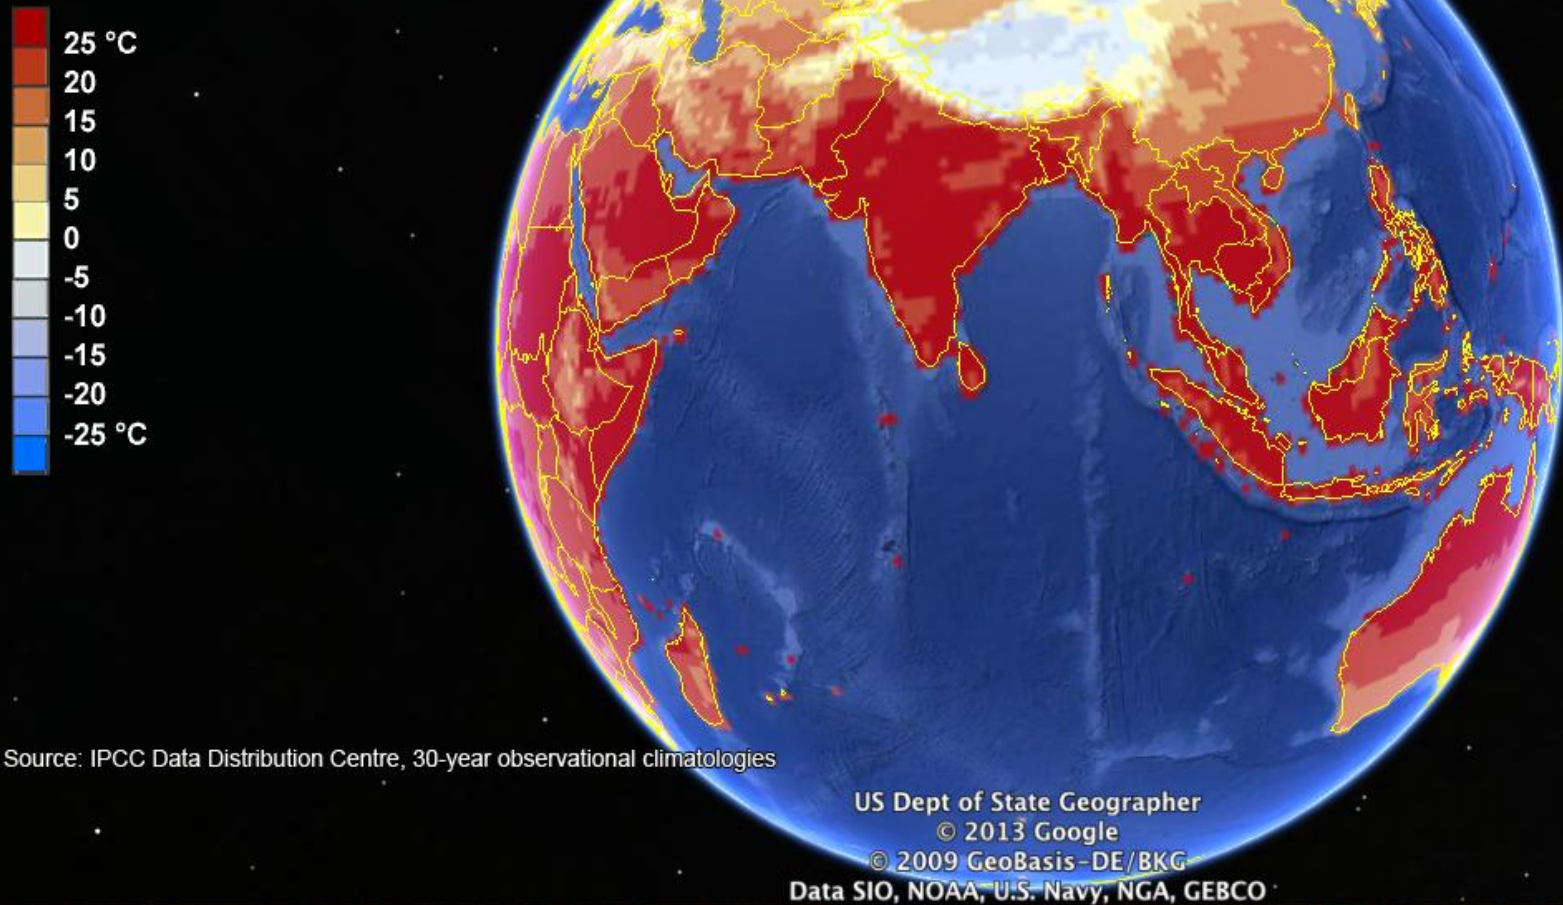 25 °C
20
15
10
5
0
-5
-10
-15
-20
-25 °C
Source: IPCC Data Distribution Centre, 30-year observational climatologies
US Dept of State Geographer
© 2013 Google
© 2009 GeoBasis-DE/BKG
Data SIO, NOAA, U.S. Navy, NGA, GEBCO